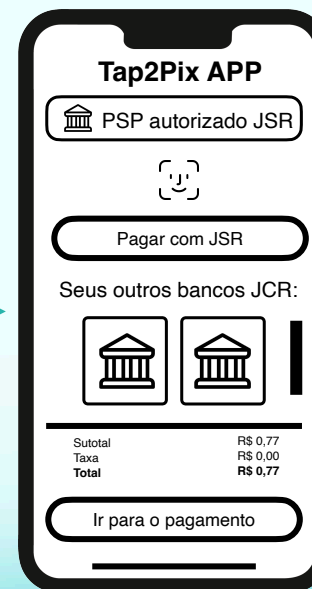 Tap2Pix APP
PSP autorizado JSR
Pagar com JSR
Seus outros bancos JCR:
Sutotal R$ 0,77
Taxa R$ 0,00
Total R$ 0,77
Ir para o pagamento